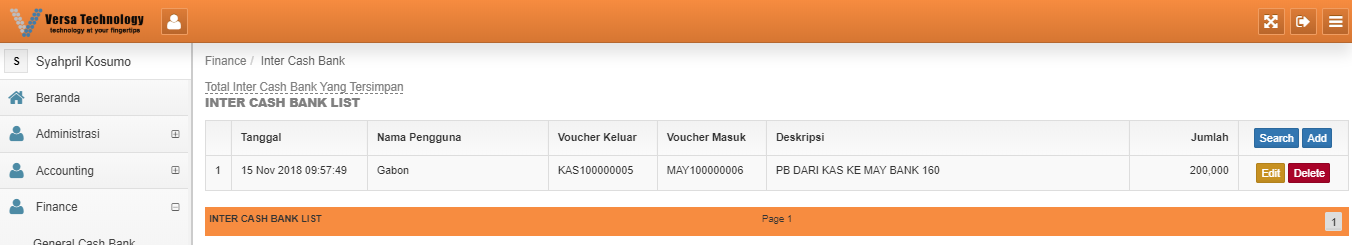 Versa Technology
technology at your fingertips
S Syahpril Kosumo
Beranda
Administrasi
Accounting
Finance
General Cash Bank
Finance / Inter Cash Bank
Total Inter Cash Bank Yang Tersimpan
INTER CASH BANK LIST
Tanggal Nama Pengguna Voucher Keluar Voucher Masuk Deskripsi Jumlah Search Add
1 15 Nov 2018 09:57:49 Gabon KAS100000005 MAY100000006 PB DARI KAS KE MAY BANK 160 200,000 Edit Delete
INTER CASH BANK LIST Page 1 1